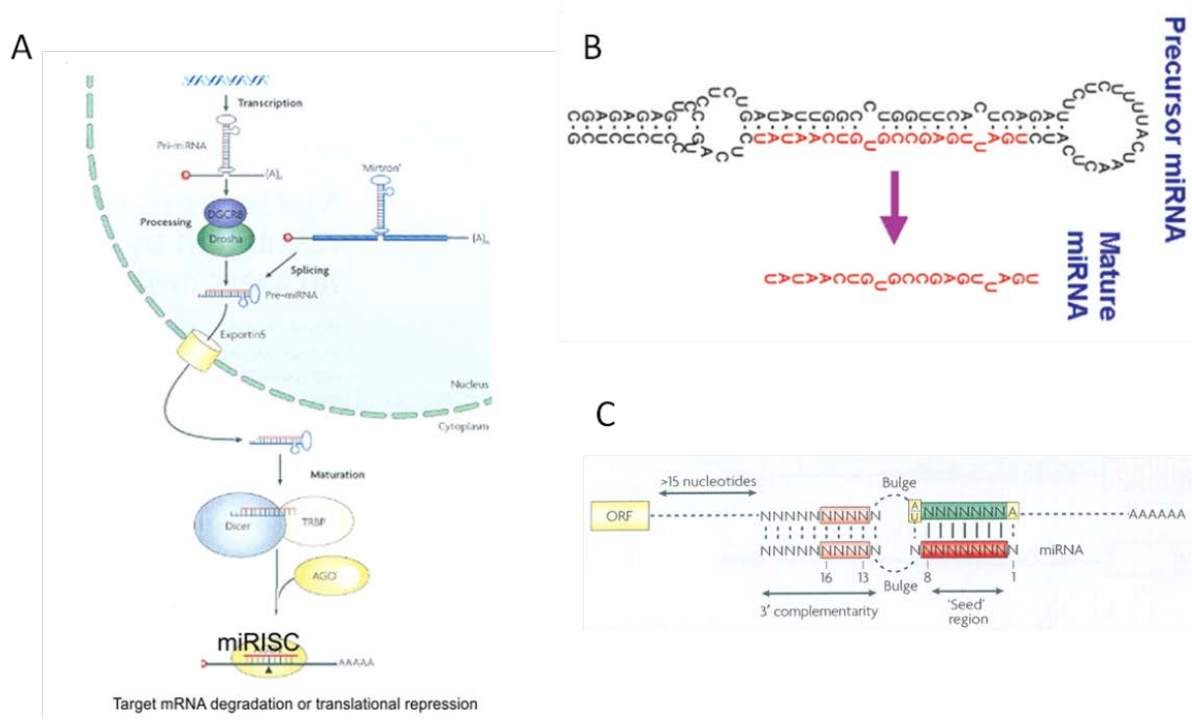 A
Transcription
Pri-miRNA
(A)n
'Mirtron'
DGCR8
Processing
Drosha
(A)n
Splicing
Pre-miRNA
Exportin5
Nucleus
Cytoplasm
Maturation
Dicer
TRBP
AGO
miRISC
AAAAA
Target mRNA degradation or translational repression
B
Precursor miRNA
Mature
miRNA
UAUAACUGUGCCGAGUUAGU
C
>15 nucleotides
Bulge
ORF
NNNNNNNNNN
A
U
NNNNNNN
A
AAAAAA
NNNNNNNNNN
NNNNNNNNN
miRNA
16
13
Bulge
8
1
3′ complementarity
'Seed'
region